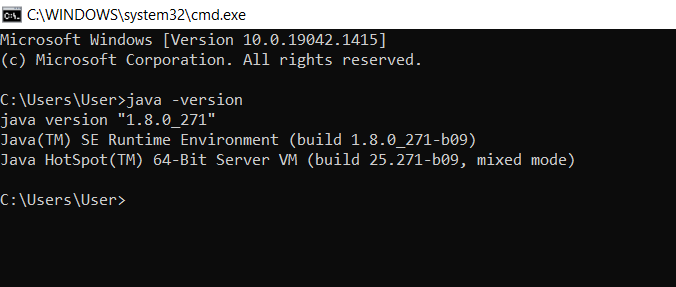 C:\WINDOWS\system32\cmd.exe
Microsoft Windows [Version 10.0.19042.1415]
(c) Microsoft Corporation. All rights reserved.
C:\Users\User>java -version
java version "1.8.0_271"
Java(TM) SE Runtime Environment (build 1.8.0_271-b09)
Java HotSpot(TM) 64-Bit Server VM (build 25.271-b09, mixed mode)
C:\Users\User>